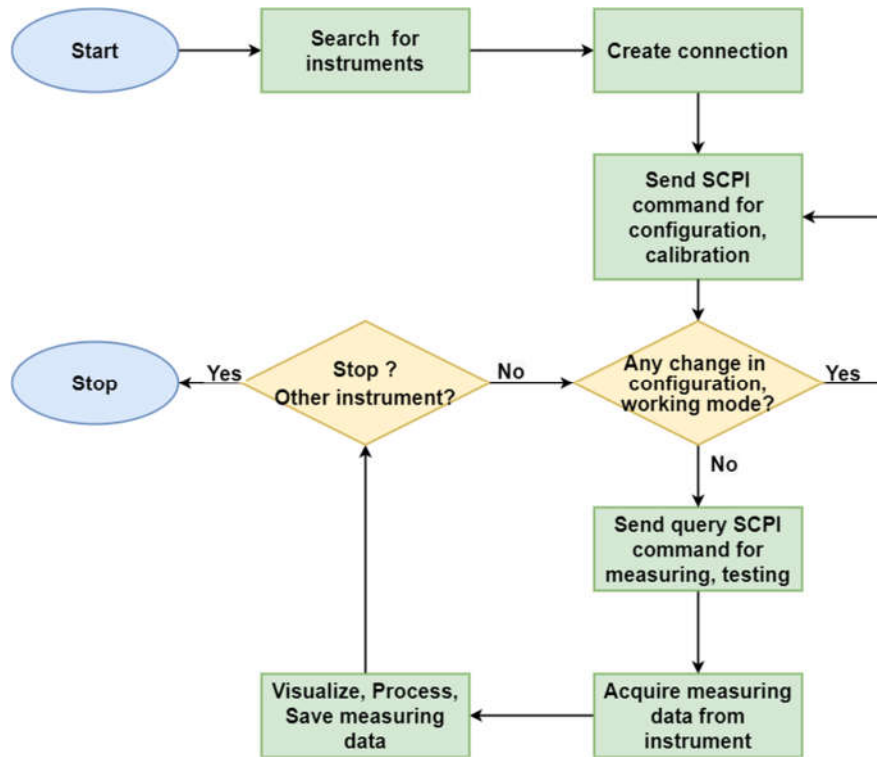 Start
Search for
instruments
Create connection
Send SCPI
command for
configuration,
calibration
Stop
Yes
Stop ?
Other instrument?
No
Any change in
configuration,
working mode?
Yes
No
Send query SCPI
command for
measuring, testing
Visualize, Process,
Save measuring
data
Acquire measuring
data from
instrument